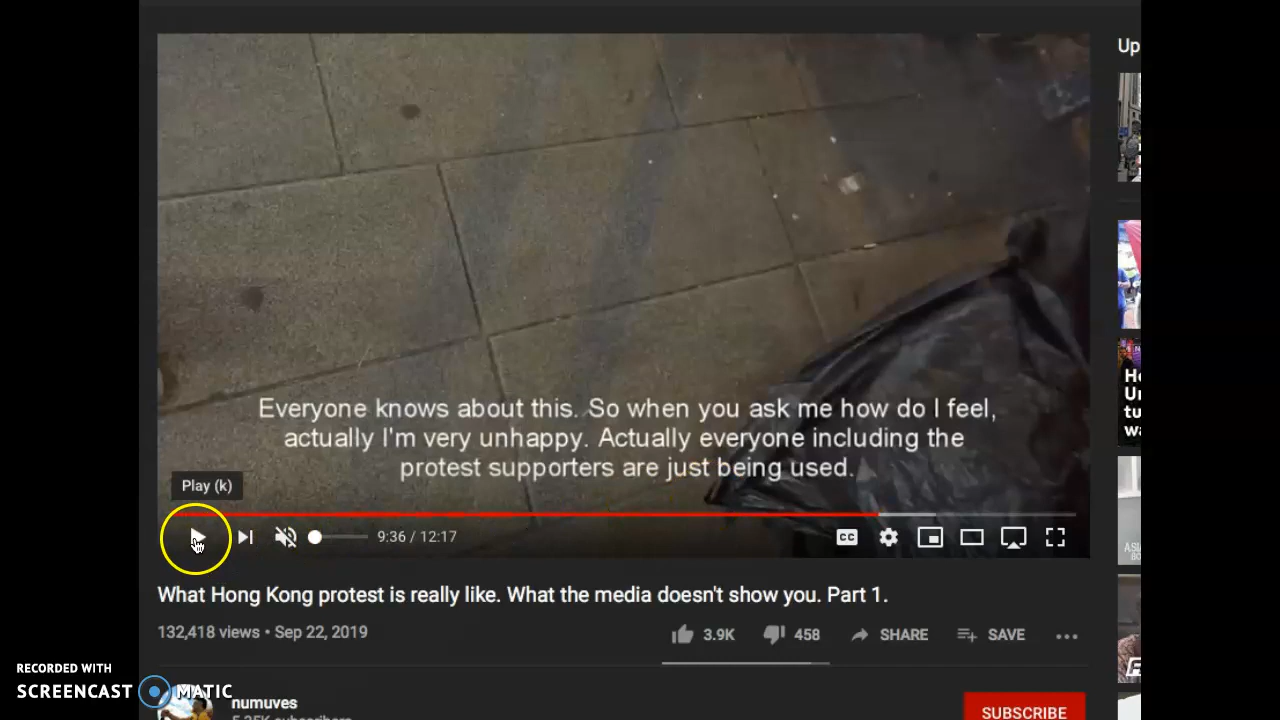 Up
Everyone knows about this. So when you ask me how do I feel,
actually I'm very unhappy. Actually everyone including the
protest supporters are just being used.
Play (k)
9:36 / 12:17
CC
What Hong Kong protest is really like. What the media doesn't show you. Part 1.
132,418 views • Sep 22, 2019
3.9K
458
SHARE
SAVE
RECORDED WITH
SCREENCAST MATIC
numuves
SUBSCRIBE